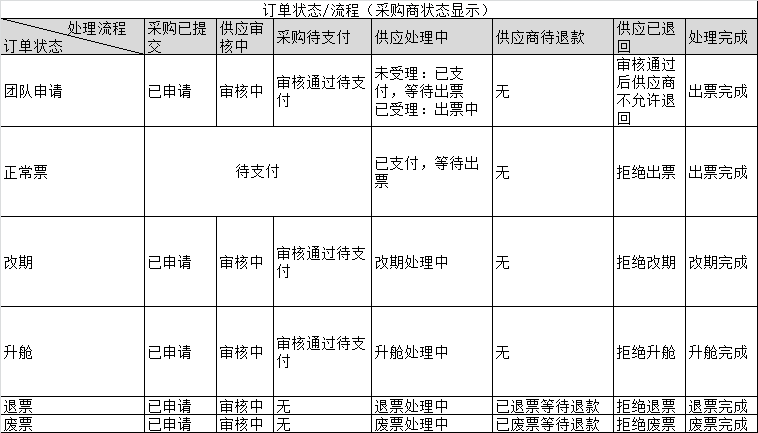 订单状态/流程（采购商状态显示）
处理流程
订单状态
采购已提
交
供应审
核中
采购待支付
供应处理中
供应商待退款
供应已退
回
处理完成
团队申请
已申请
审核中
审核通过待支
付
未受理：已支
付，等待出票
已受理：出票中
无
审核通过
后供应商
不允许退
回
出票完成
正常票
待支付
已支付，等待出
票
无
拒绝出票
出票完成
改期
已申请
审核中
审核通过待支
付
改期处理中
无
拒绝改期
改期完成
升舱
已申请
审核中
审核通过待支
付
升舱处理中
无
拒绝升舱
升舱完成
退票
已申请
审核中
无
退票处理中
已退票等待退款
拒绝退票
退票完成
废票
已申请
审核中
无
废票处理中
已废票等待退款
拒绝废票
废票完成